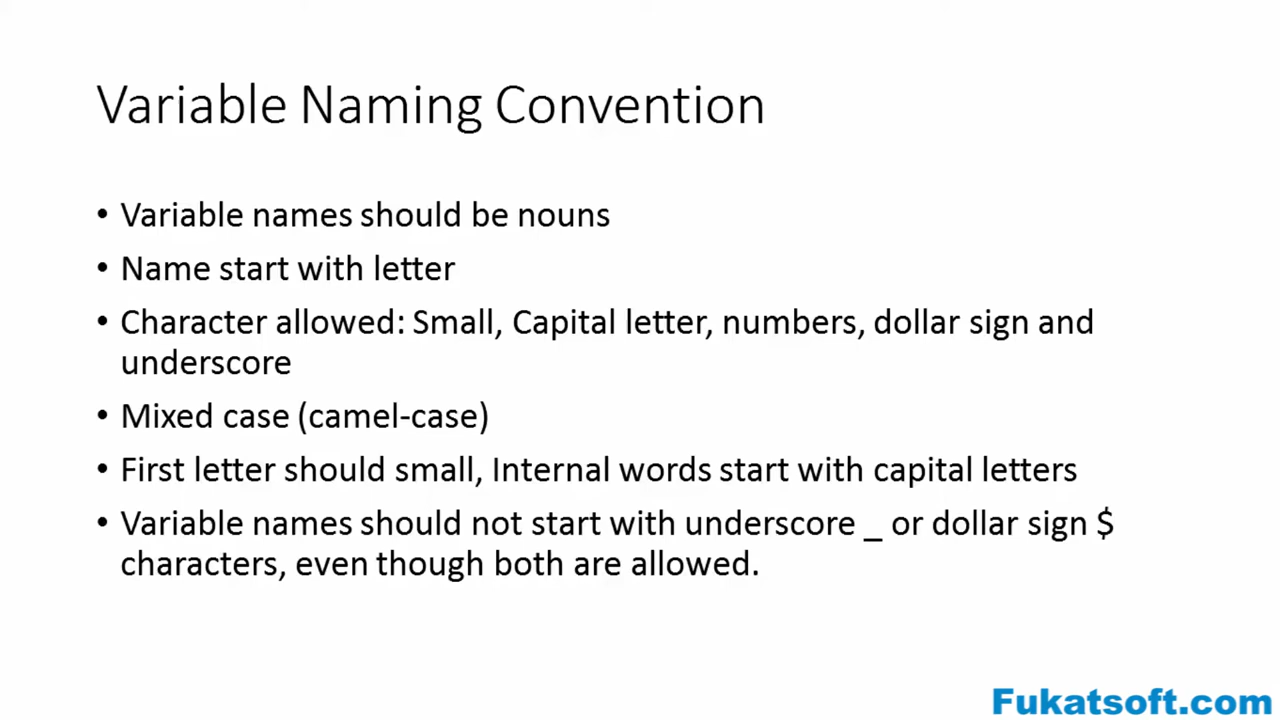 Variable Naming Convention
• Variable names should be nouns
• Name start with letter
• Character allowed: Small, Capital letter, numbers, dollar sign and
underscore
• Mixed case (camel-case)
• First letter should small, Internal words start with capital letters
• Variable names should not start with underscore _ or dollar sign $
characters, even though both are allowed.
Fukatsoft.com